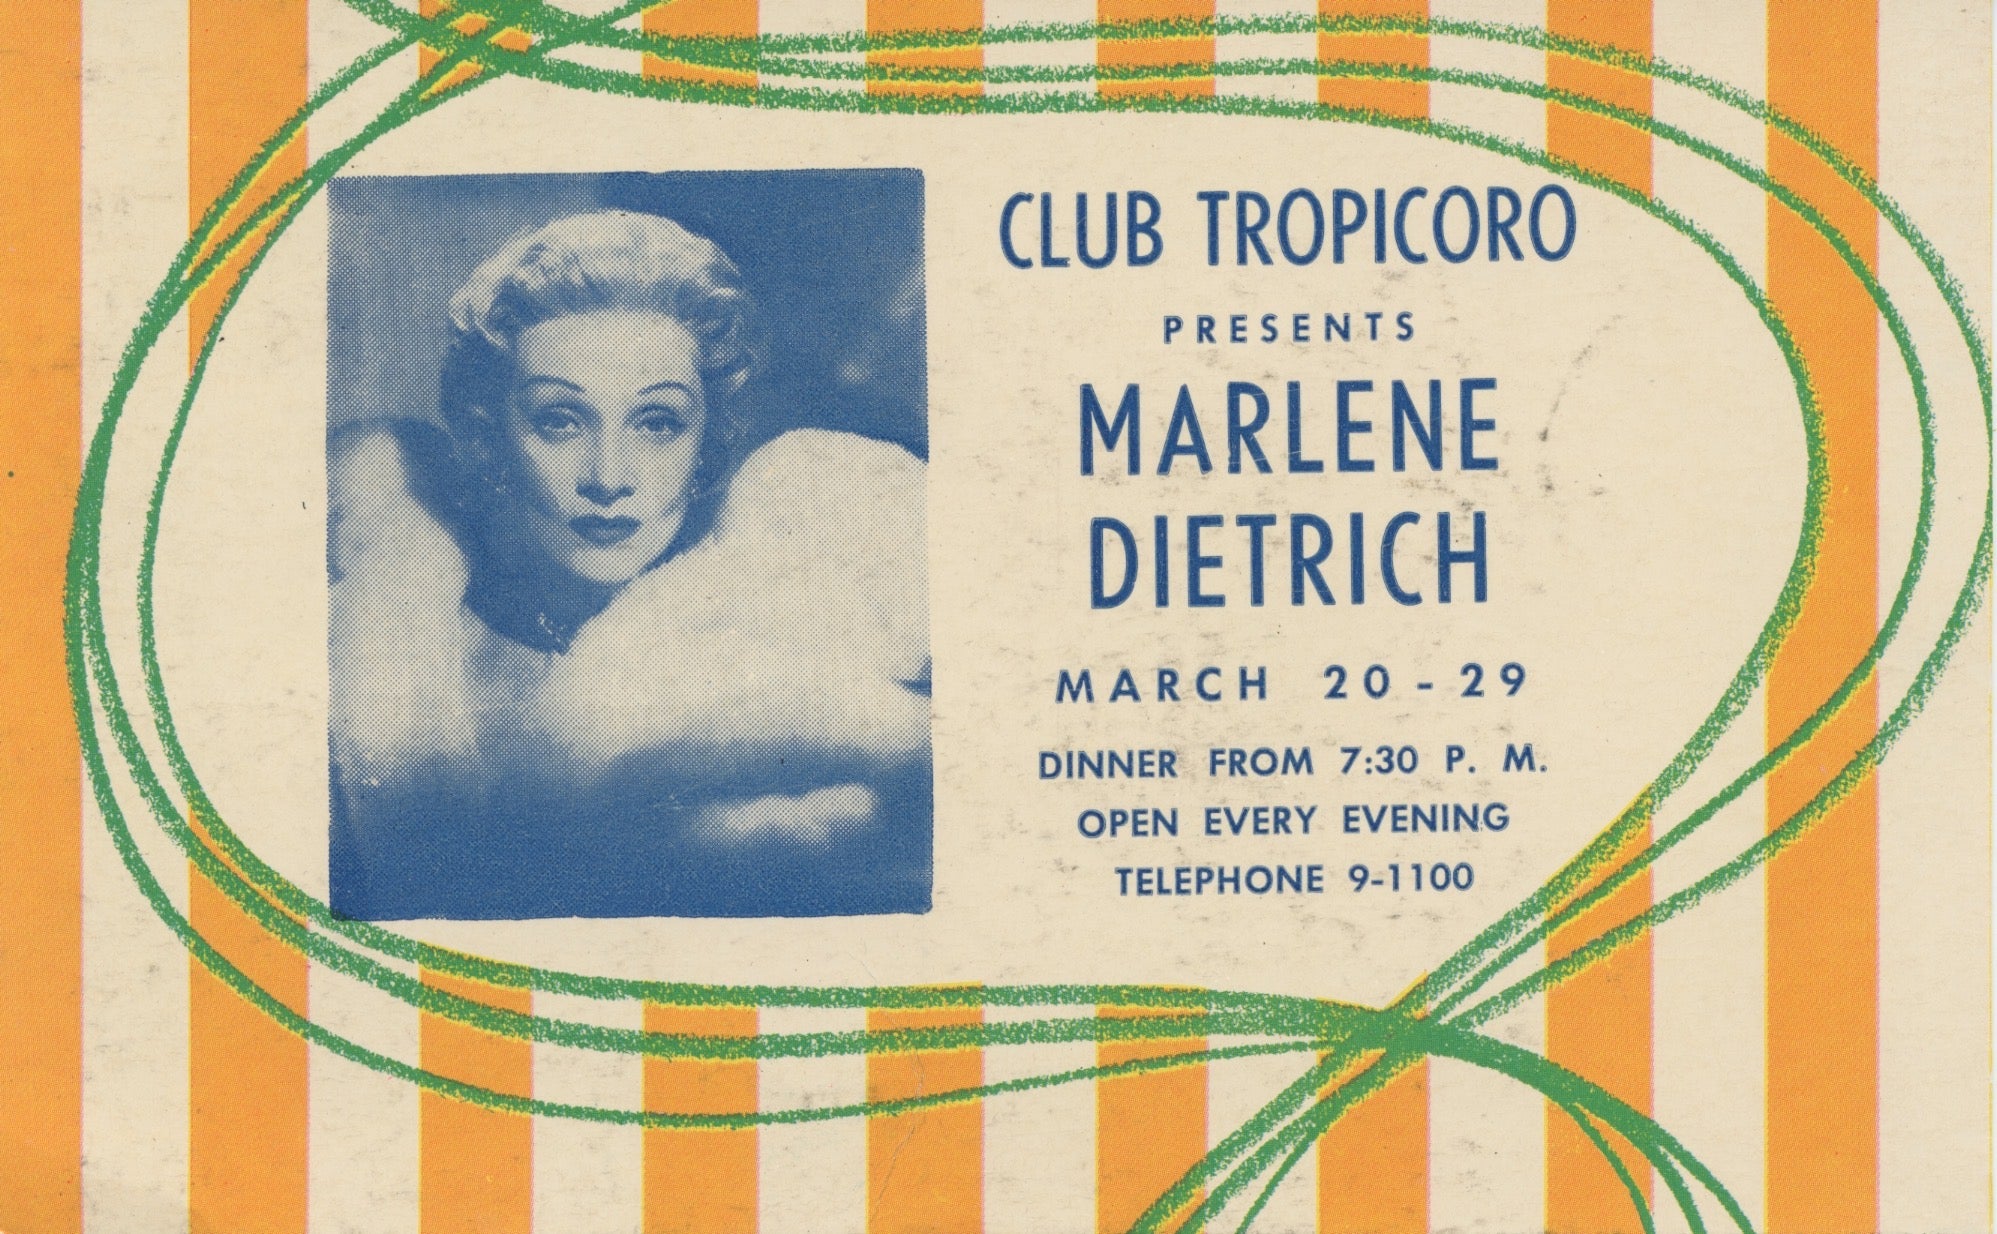 CLUB TROPICORO
PRESENTS
MARLENE
DIETRICH
MARCH 20 - 29
DINNER FROM 7:30 P. M.
OPEN EVERY EVENING
TELEPHONE 9-1100